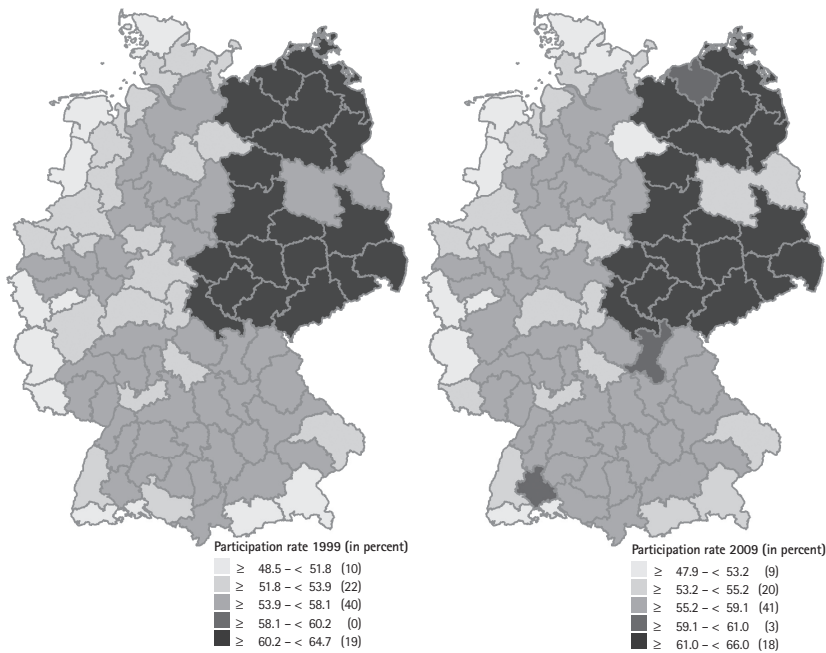 Participation rate 1999 (in percent)
≥ 48.5 – < 51.8 (10)
≥ 51.8 – < 53.9 (22)
≥ 53.9 – < 58.1 (40)
≥ 58.1 – < 60.2 (0)
≥ 60.2 – < 64.7 (19)
Participation rate 2009 (in percent)
≥ 47.9 – < 53.2 (9)
≥ 53.2 – < 55.2 (20)
≥ 55.2 – < 59.1 (41)
≥ 59.1 – < 61.0 (3)
≥ 61.0 – < 66.0 (18)